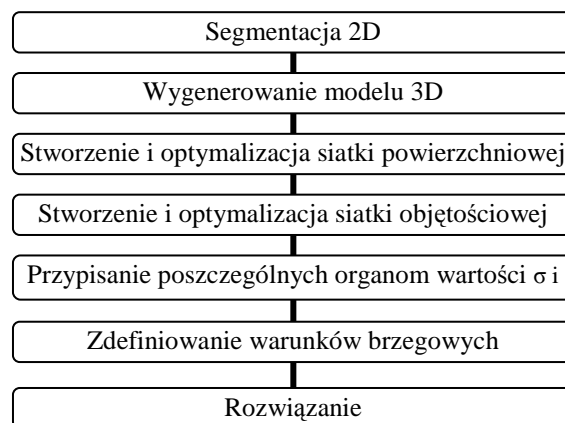 Segmentacja 2D
Wygenerowanie modelu 3D
Stworzenie i optymalizacja siatki powierzchniowej
Stworzenie i optymalizacja siatki objętościowej
Przypisanie poszczególnych organom wartości σ i
Zdefiniowanie warunków brzegowych
Rozwiązanie